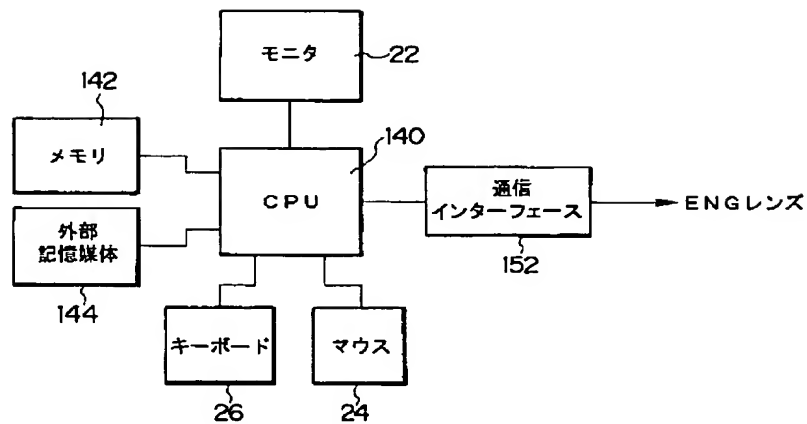 モニタ
22
142
メモリ
140
CPU
通信
インターフェース
ENGレンズ
152
外部
記憶媒体
144
キーボード
マウス
26
24